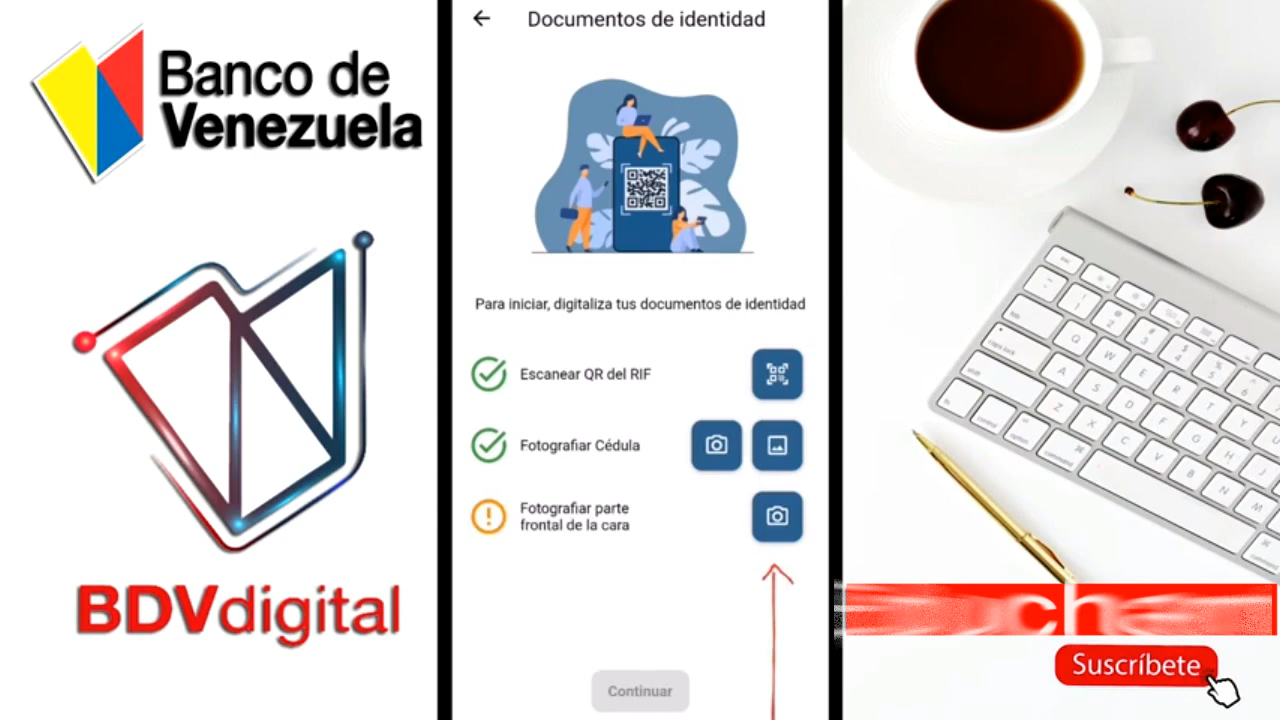 Banco de
Venezuela
BDVdigital
Documentos de identidad
Para iniciar, digitaliza tus documentos de identidad
Escanear QR del RIF
Fotografiar Cédula
Fotografiar parte
frontal de la cara
Continuar
Suscríbete